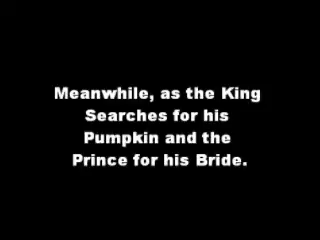 Meanwhile, as the King
Searches for his
Pumpkin and the
Prince for his Bride.